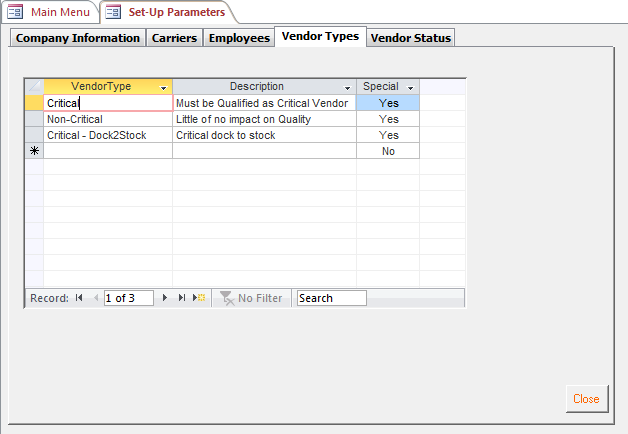 Main Menu Set-Up Parameters
Company Information Carriers Employees Vendor Types Vendor Status
VendorType Description Special
Critical Must be Qualified as Critical Vendor Yes
Non-Critical Little of no impact on Quality Yes
Critical - Dock2Stock Critical dock to stock Yes
No
Record: 1 of 3 No Filter Search
Close